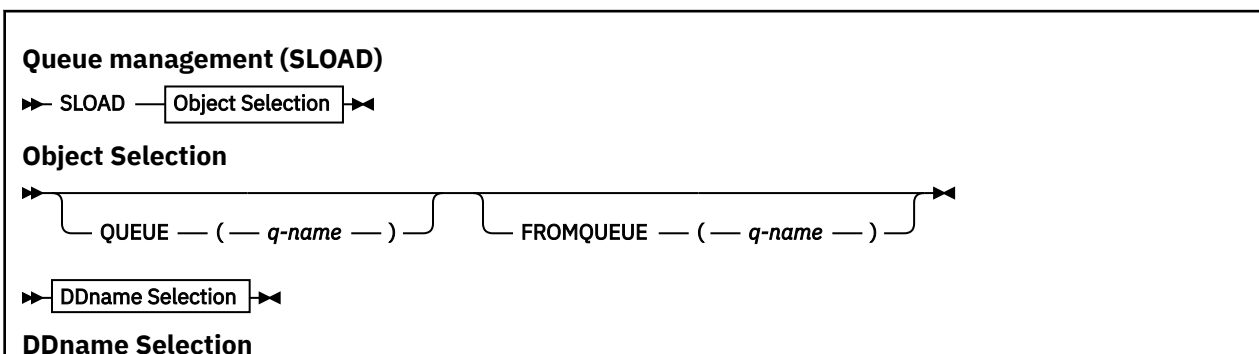 Queue management (SLOAD)
SLOAD Object Selection
Object Selection
QUEUE ( q-name ) FROMQUEUE ( q-name )
DDname Selection
DDname Selection